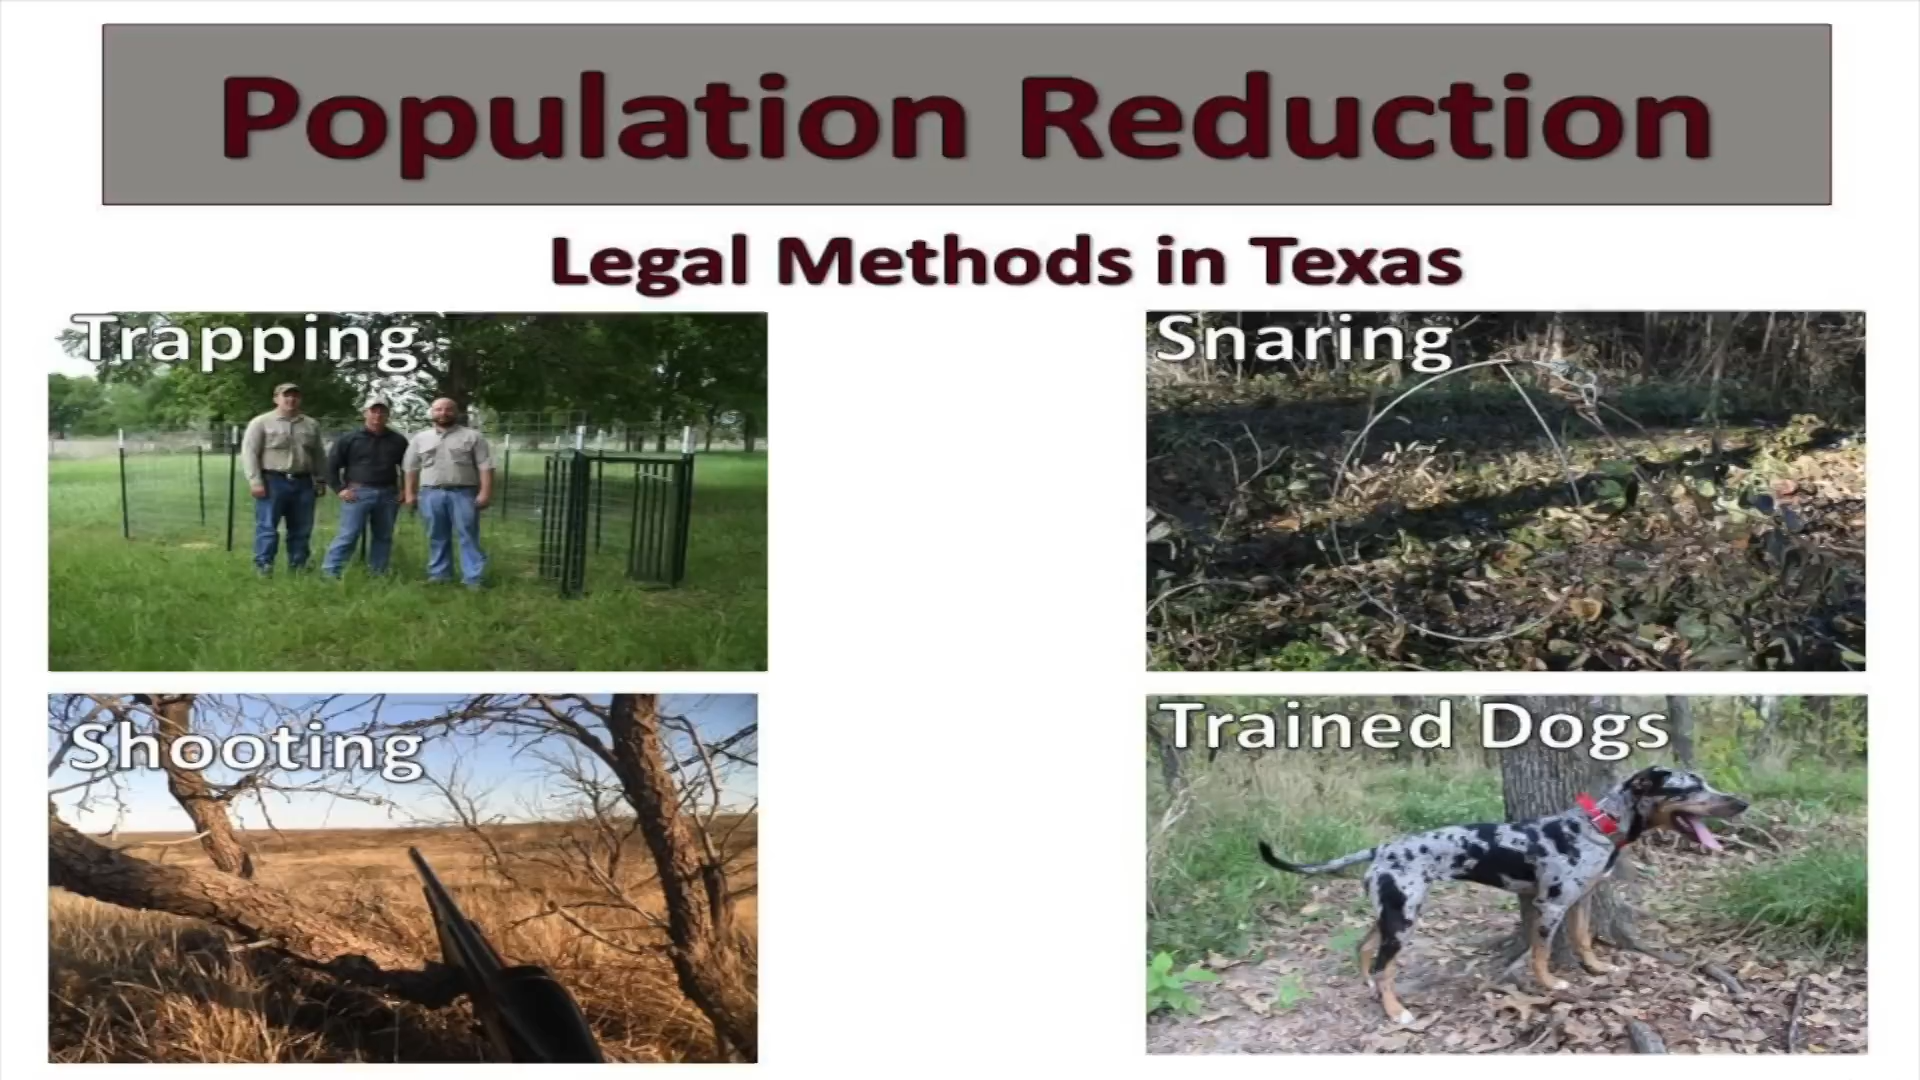 Population Reduction
Legal Methods in Texas
Trapping
Snaring
Shooting
Trained Dogs